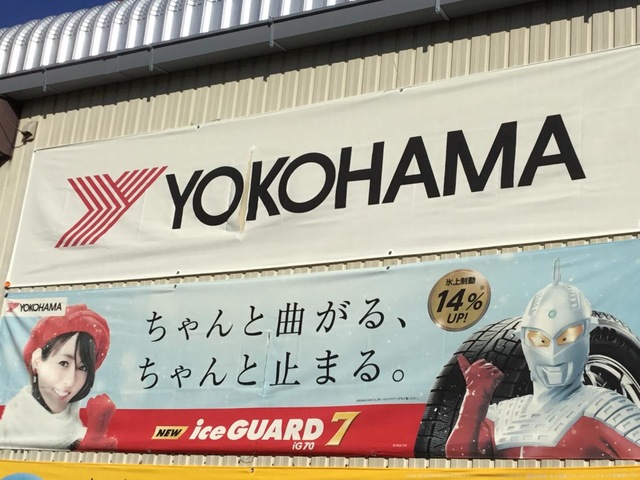 YOKOHAMA
YOKOHAMA
氷上制動
14%
UP!
ちゃんと曲がる、
ちゃんと止まる。
NEW iceGUARD 7
iG70